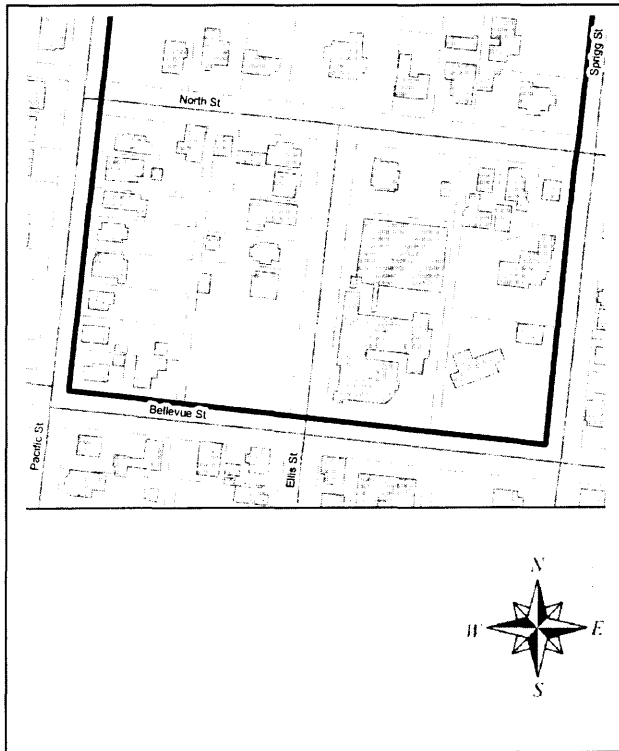 Sprigg St
North St
Bellevue St
Pacific St
Ellis St
N
W
E
S